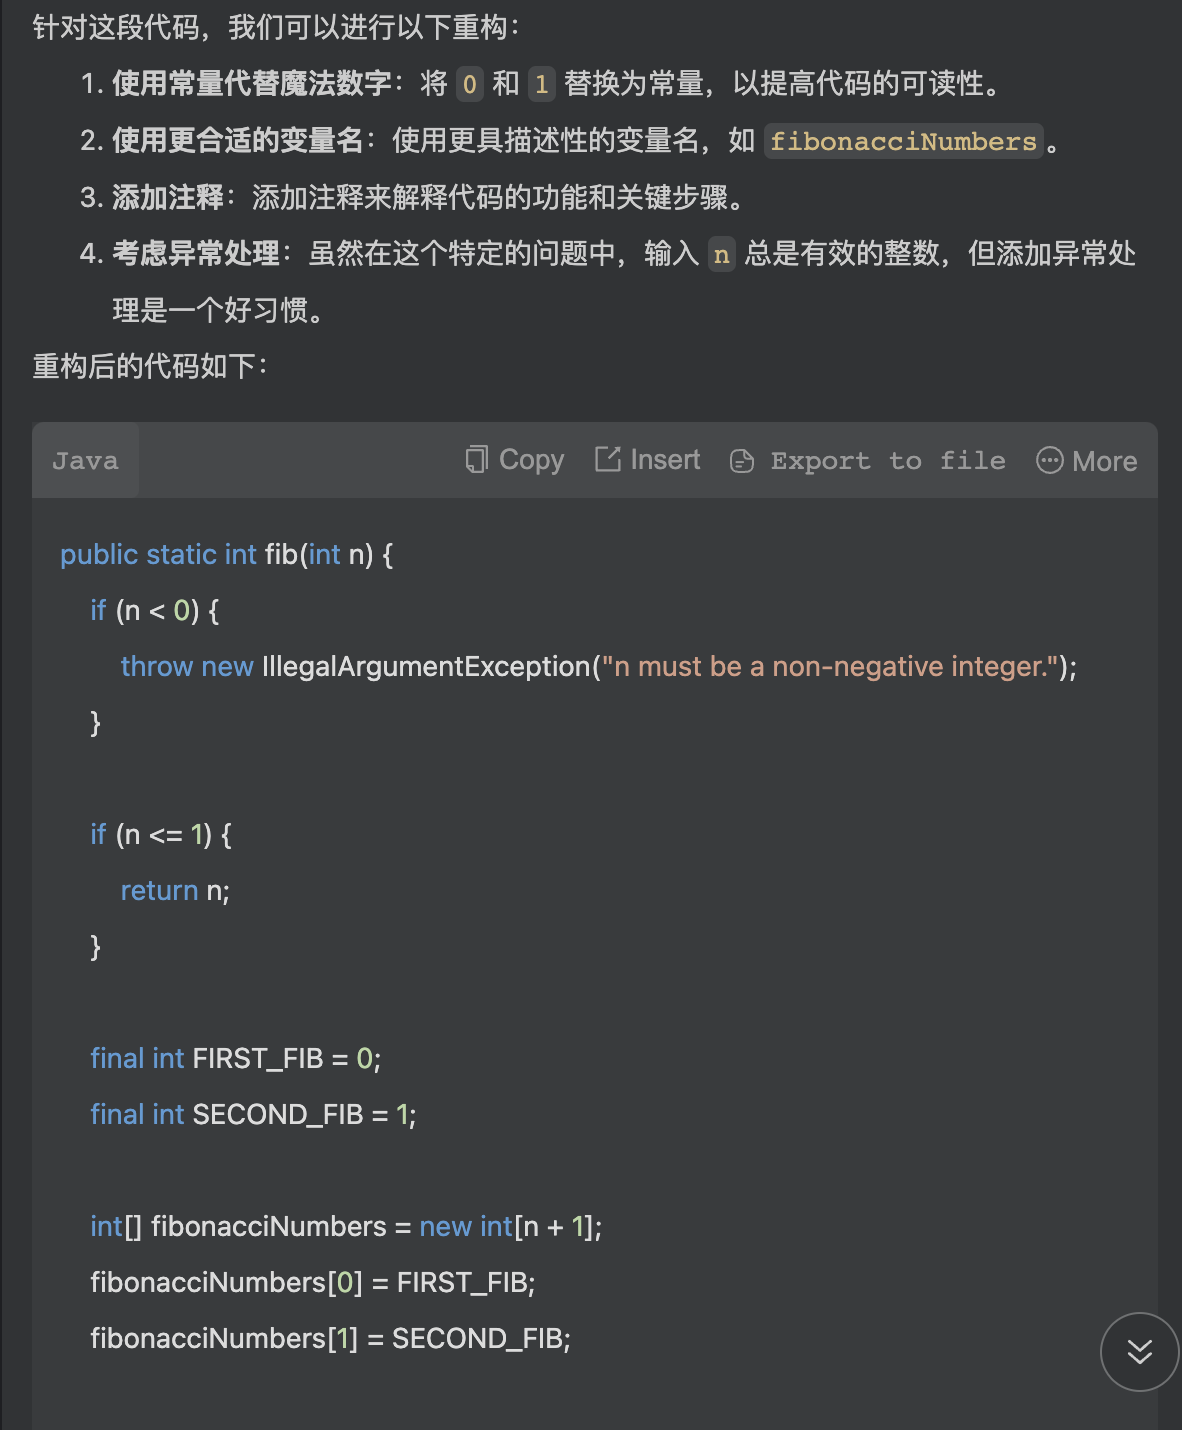 针对这段代码，我们可以进行以下重构：
1. 使用常量代替魔法数字：将 0 和 1 替换为常量，以提高代码的可读性。
2. 使用更合适的变量名：使用更具描述性的变量名，如 fibonacciNumbers。
3. 添加注释：添加注释来解释代码的功能和关键步骤。
4. 考虑异常处理：虽然在这个特定的问题中，输入 n 总是有效的整数，但添加异常处
理是一个好习惯。
重构后的代码如下：
Java Copy Insert Export to file More
public static int fib(int n) {
if (n < 0) {
throw new IllegalArgumentException("n must be a non-negative integer.");
}
if (n <= 1) {
return n;
}
final int FIRST_FIB = 0;
final int SECOND_FIB = 1;
int[] fibonacciNumbers = new int[n + 1];
fibonacciNumbers[0] = FIRST_FIB;
fibonacciNumbers[1] = SECOND_FIB;